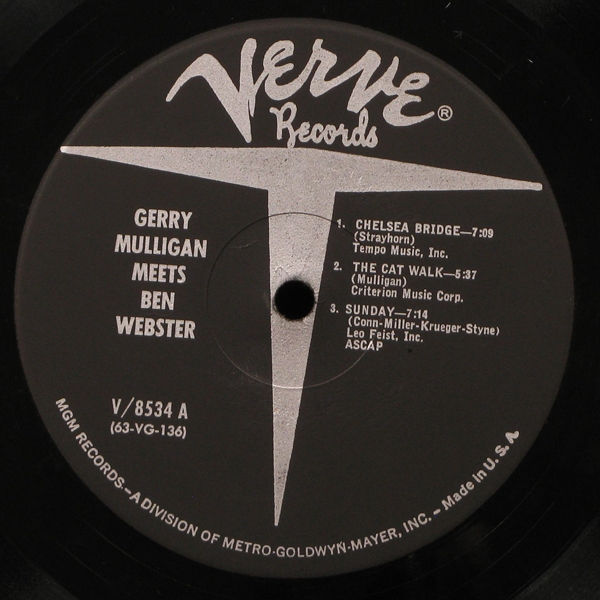 Verve ®
Records
GERRY
MULLIGAN
MEETS
BEN
WEBSTER
V/8534 A
(63-VG-136)
1. CHELSEA BRIDGE—7:09
(Strayhorn)
Tempo Music, Inc.
2. THE CAT WALK—5:37
(Mulligan)
Criterion Music Corp.
3. SUNDAY—7:14
(Conn-Miller-Krueger-Styne)
Leo Feist, Inc.
ASCAP
MGM RECORDS—A DIVISION OF METRO-GOLDWYN-MAYER, INC. – Made in U. S. A.